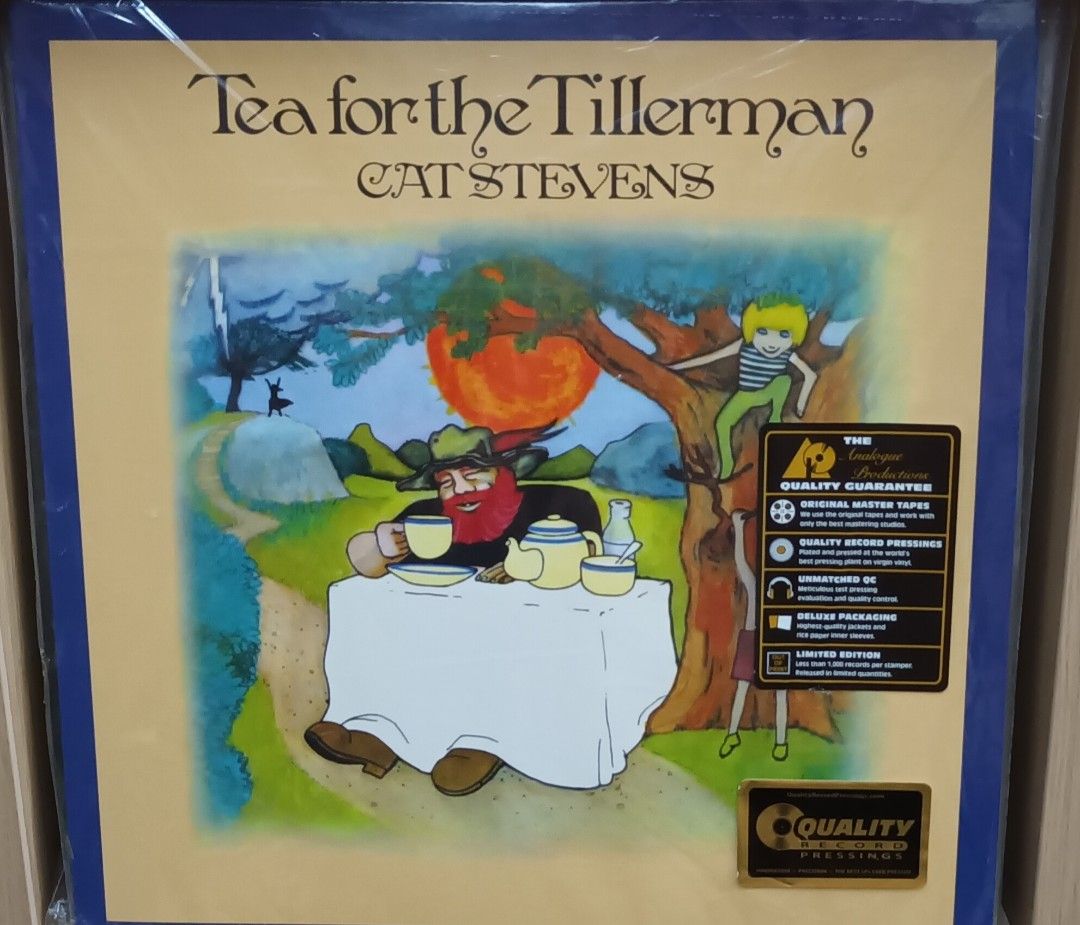 Tea for the Tillerman
CAT STEVENS
THE
Analogue
Productions
QUALITY GUARANTEE
ORIGINAL MASTER TAPES
We use the original tapes and work with
only the best mastering studios.
QUALITY RECORD PRESSINGS
Plated and pressed at the world's
best pressing plant on virgin vinyl.
UNMATCHED QC
Meticulous test pressing
evaluation and quality control.
DELUXE PACKAGING
Highest-quality jackets and
rice paper inner sleeves.
OUT
OF
PRINT
LIMITED EDITION
Less than 1,000 records per stamper.
Released in limited quantities.
QualityRecordPressings.com
QUALITY
RECORD
PRESSINGS